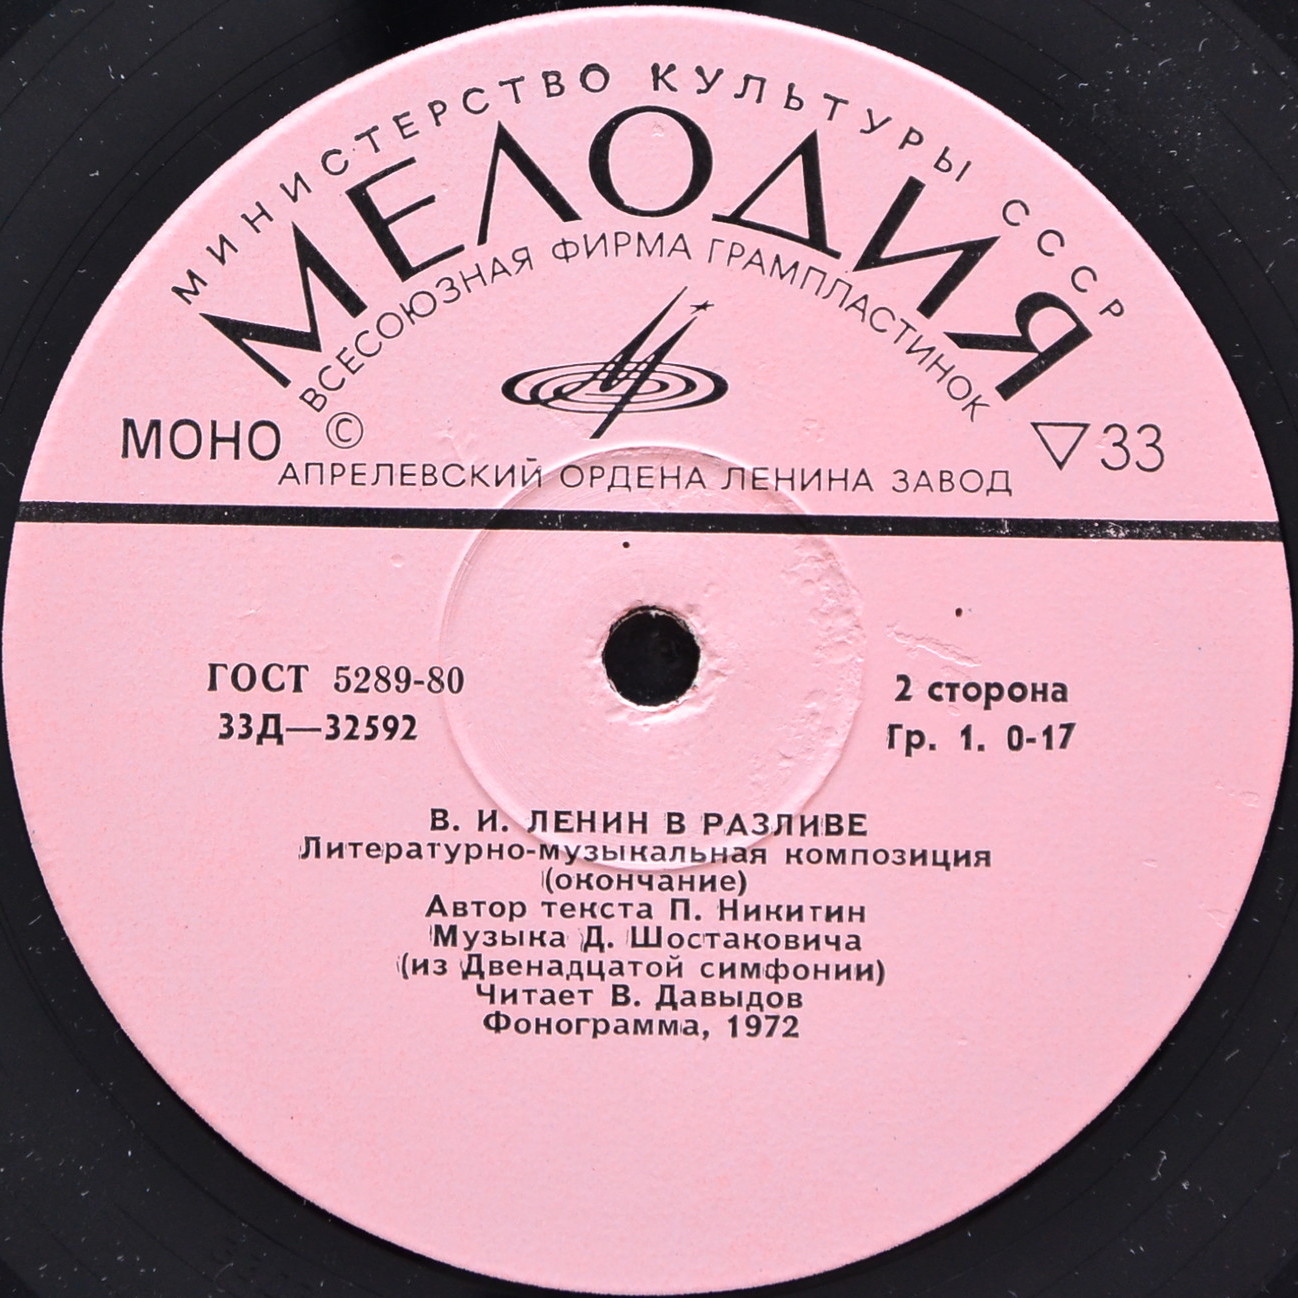 МИНИСТЕРСТВО КУЛЬТУРЫ СССР
МЕЛОДИЯ
ВСЕСОЮЗНАЯ ФИРМА ГРАМПЛАСТИНОК
МОНО © ▽33
АПРЕЛЕВСКИЙ ОРДЕНА ЛЕНИНА ЗАВОД
ГОСТ 5289-80
33Д—32592
2 сторона
Гр. 1. 0-17
В. И. ЛЕНИН В РАЗЛИВЕ
Литературно-музыкальная композиция
(окончание)
Автор текста П. Никитин
Музыка Д. Шостаковича
(из Двенадцатой симфонии)
Читает В. Давыдов
Фонограмма, 1972